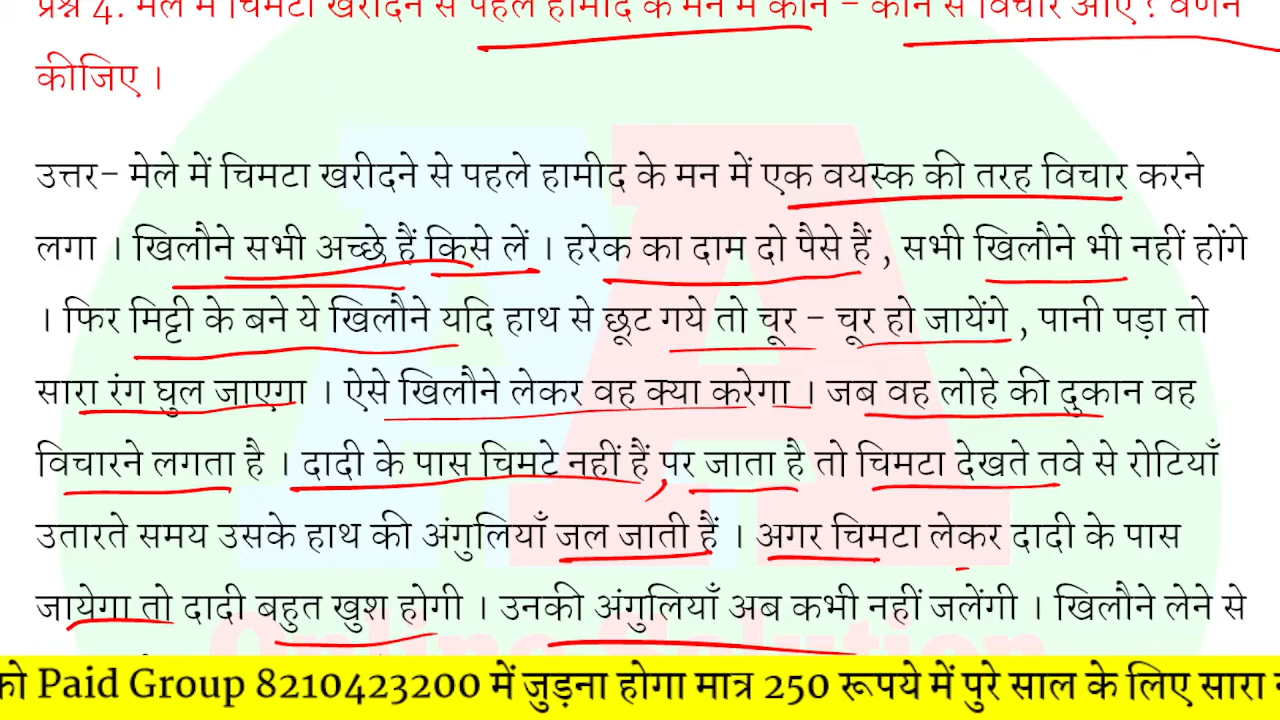 प्रश्न 4. मेले में चिमटा खरीदने से पहले हामीद के मन में कौन - कौन से विचार आए ? वर्णन
कीजिए ।
उत्तर- मेले में चिमटा खरीदने से पहले हामीद के मन में एक वयस्क की तरह विचार करने
लगा । खिलौने सभी अच्छे हैं किसे लें । हरेक का दाम दो पैसे हैं , सभी खिलौने भी नहीं होंगे
। फिर मिट्टी के बने ये खिलौने यदि हाथ से छूट गये तो चूर - चूर हो जायेंगे , पानी पड़ा तो
सारा रंग घुल जाएगा । ऐसे खिलौने लेकर वह क्या करेगा । जब वह लोहे की दुकान वह
विचारने लगता है । दादी के पास चिमटे नहीं हैं, पर जाता है तो चिमटा देखते तवे से रोटियाँ
उतारते समय उसके हाथ की अंगुलियाँ जल जाती हैं । अगर चिमटा लेकर दादी के पास
जायेगा तो दादी बहुत खुश होगी । उनकी अंगुलियाँ अब कभी नहीं जलेंगी । खिलौने लेने से
Online Solution
को Paid Group 8210423200 में जुड़ना होगा मात्र 250 रूपये में पुरे साल के लिए सारा